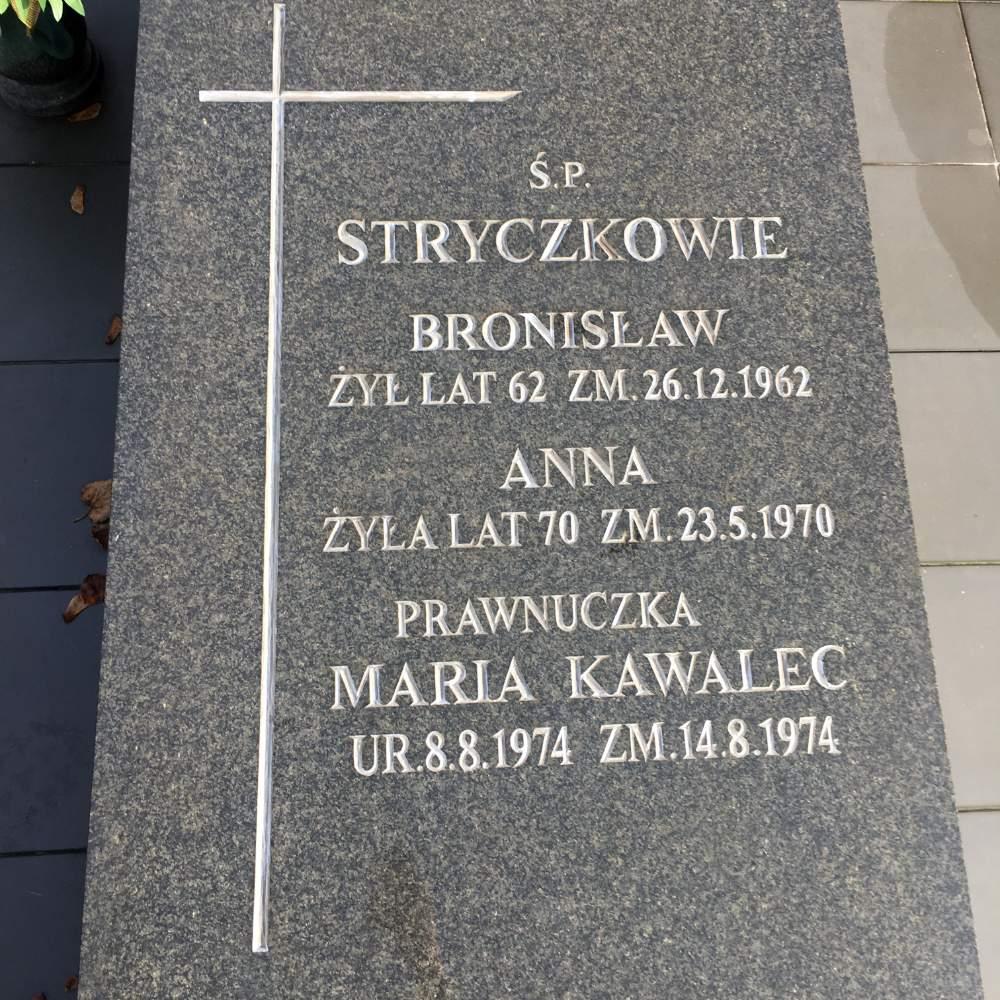 Ś.P.
STRYCZKOWIE
BRONISŁAW
ŻYŁ LAT 62 ZM. 26.12.1962
ANNA
ŻYŁA LAT 70 ZM. 23.5.1970
PRAWNUCZKA
MARIA KAWALEC
UR. 8.8.1974 ZM. 14.8.1974